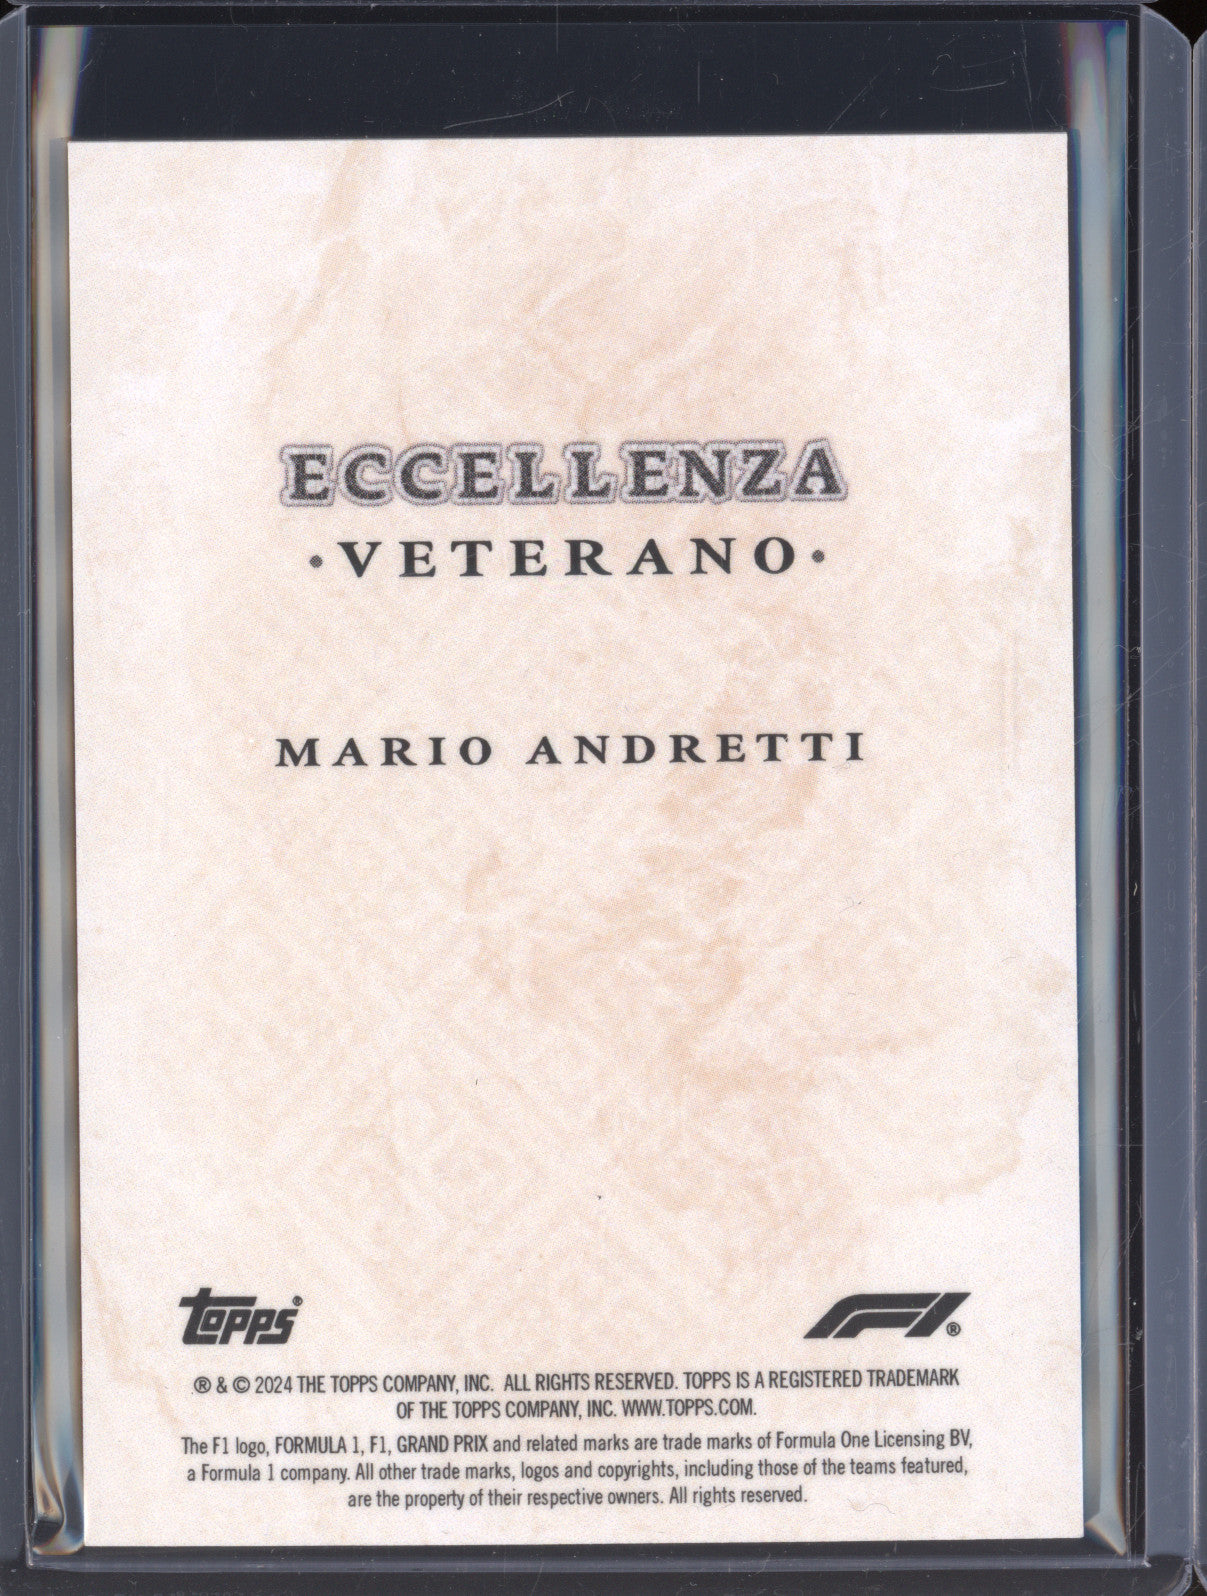 ECCELLENZA
• VETERANO •
MARIO ANDRETTI
TOPPS®
F1®
® & © 2024 THE TOPPS COMPANY, INC. ALL RIGHTS RESERVED. TOPPS IS A REGISTERED TRADEMARK
OF THE TOPPS COMPANY, INC. WWW.TOPPS.COM.
The F1 logo, FORMULA 1, F1, GRAND PRIX and related marks are trade marks of Formula One Licensing BV,
a Formula 1 company. All other trade marks, logos and copyrights, including those of the teams featured,
are the property of their respective owners. All rights reserved.